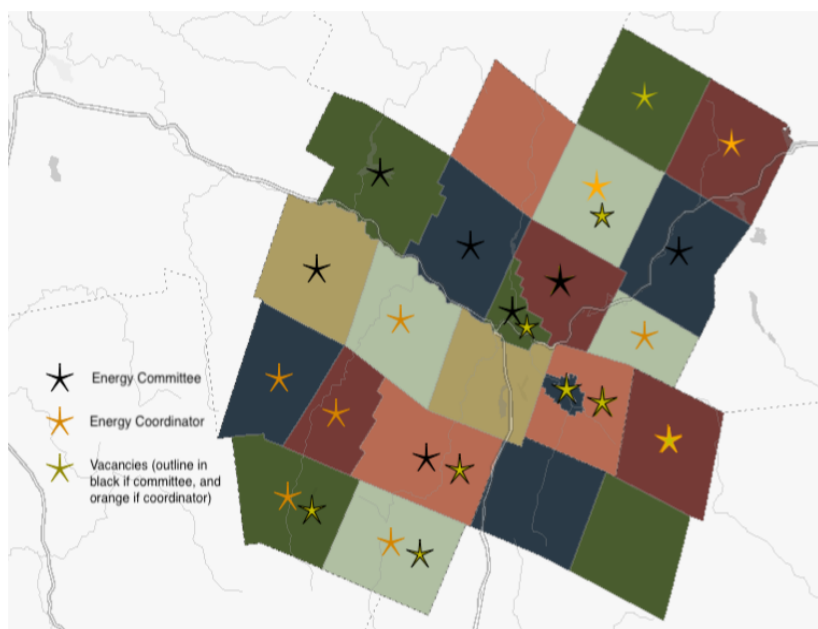 Energy Committee
Energy Coordinator
Vacancies (outline in
black if committee, and
orange if coordinator)